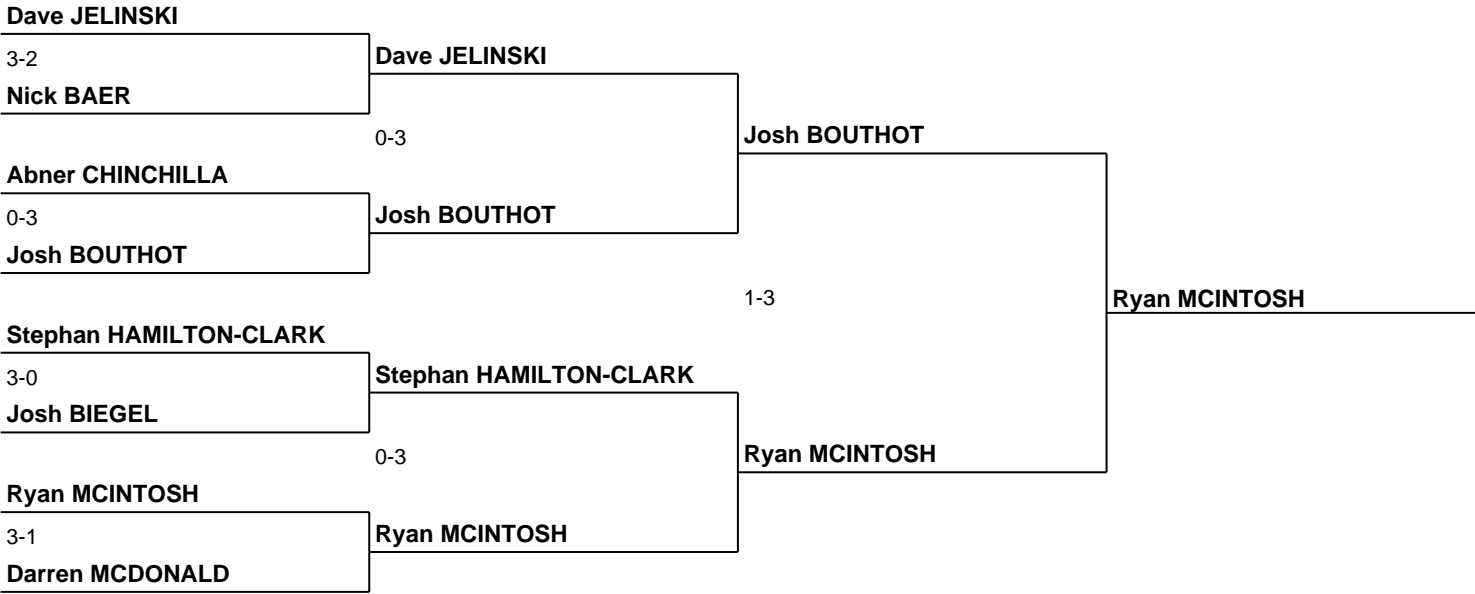 Dave JELINSKI
3-2
Nick BAER
Abner CHINCHILLA
0-3
Josh BOUTHOT
Stephan HAMILTON-CLARK
3-0
Josh BIEGEL
Ryan MCINTOSH
3-1
Darren MCDONALD
Dave JELINSKI
0-3
Josh BOUTHOT
Stephan HAMILTON-CLARK
0-3
Ryan MCINTOSH
Josh BOUTHOT
1-3
Ryan MCINTOSH
Ryan MCINTOSH